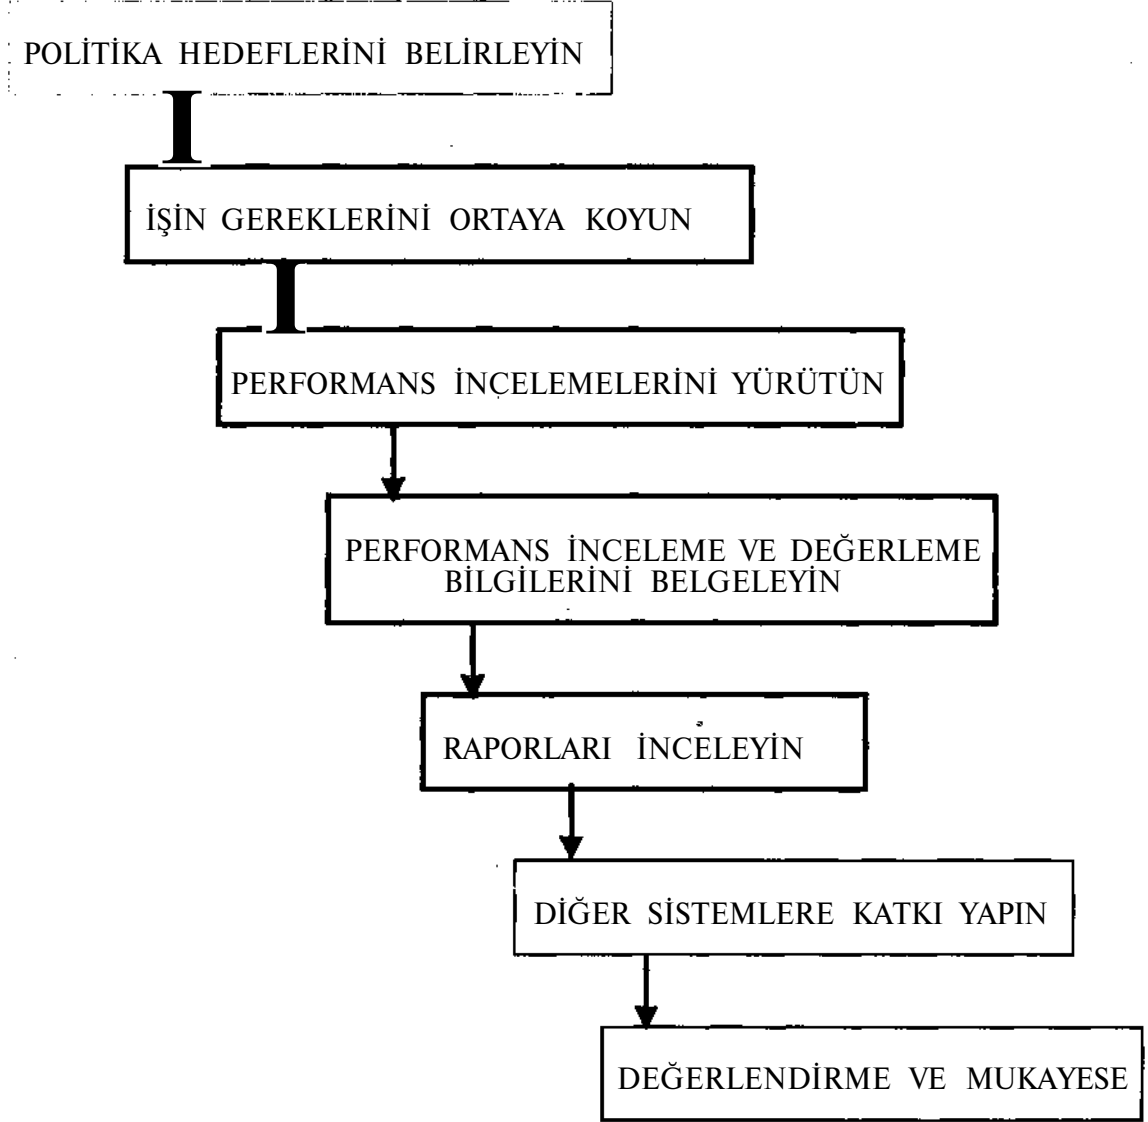 POLİTİKA HEDEFLERİNİ BELİRLEYİN
İŞİN GEREKLERİNİ ORTAYA KOYUN
PERFORMANS İNCELEMELERİNİ YÜRÜTÜN
PERFORMANS İNCELEME VE DEĞERLEME
BİLGİLERİNİ BELGELEYİN
RAPORLARI İNCELEYİN
DİĞER SİSTEMLERE KATKI YAPIN
DEĞERLENDİRME VE MUKAYESE